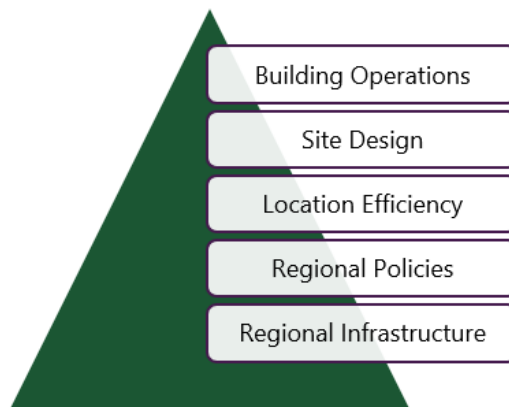 Building Operations
Site Design
Location Efficiency
Regional Policies
Regional Infrastructure